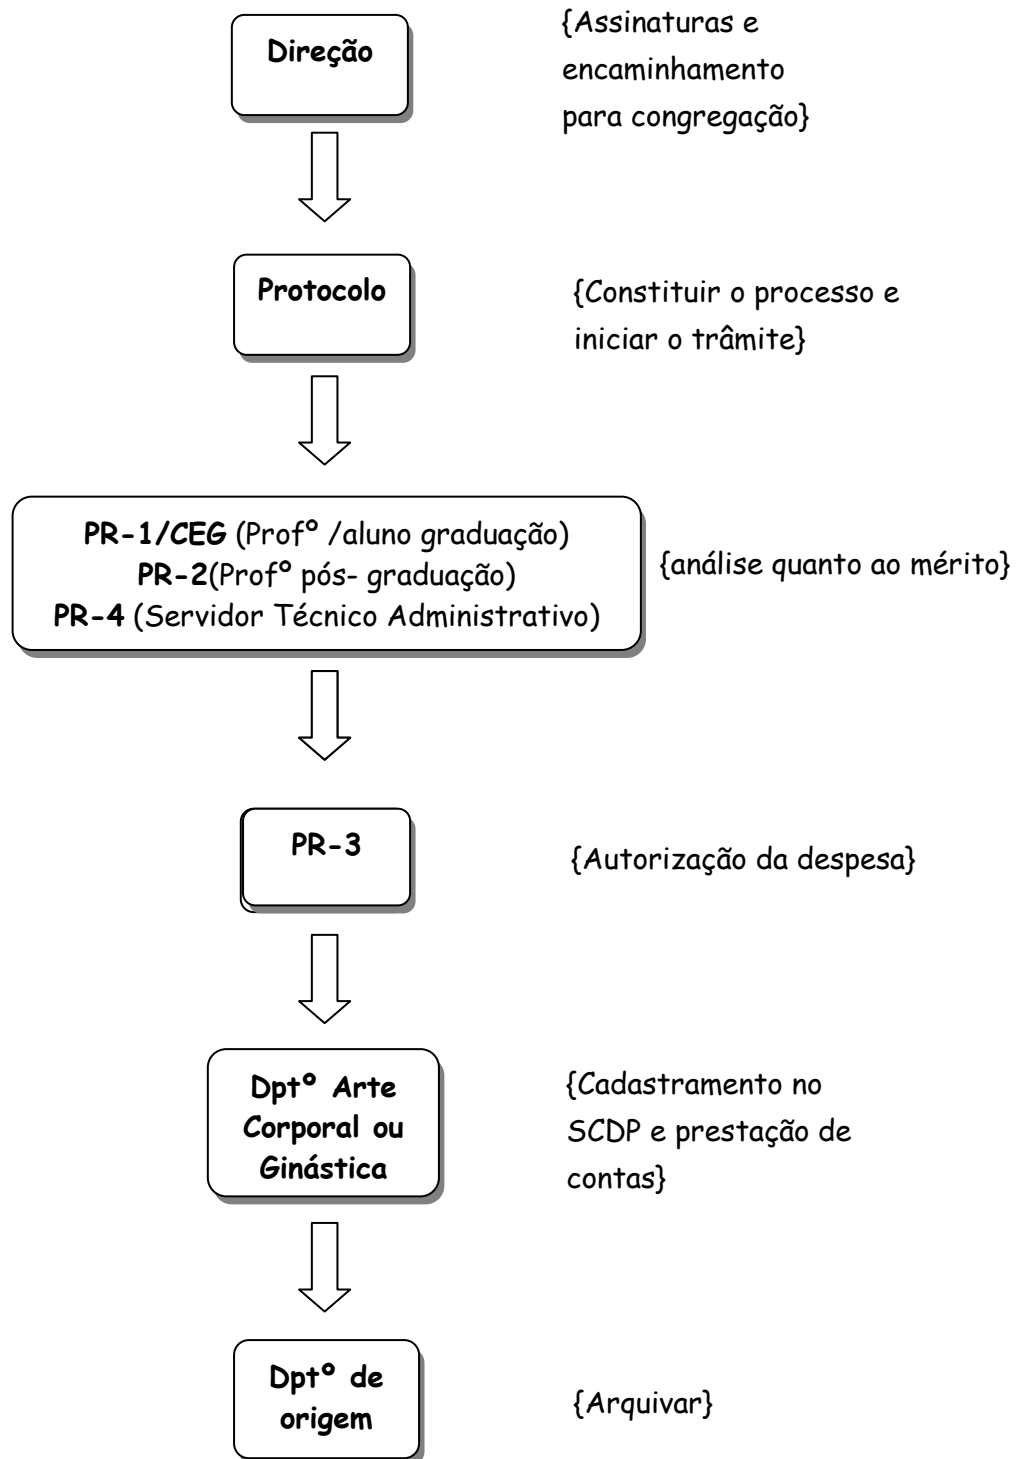 Direção
{Assinaturas e
encaminhamento
para congregação}
Protocolo
{Constituir o processo e
iniciar o trâmite}
PR-1/CEG (Profº /aluno graduação)
PR-2(Profº pós- graduação)
PR-4 (Servidor Técnico Administrativo)
{análise quanto ao mérito}
PR-3
{Autorização da despesa}
Dptº Arte
Corporal ou
Ginástica
{Cadastramento no
SCDP e prestação de
contas}
Dptº de
origem
{Arquivar}